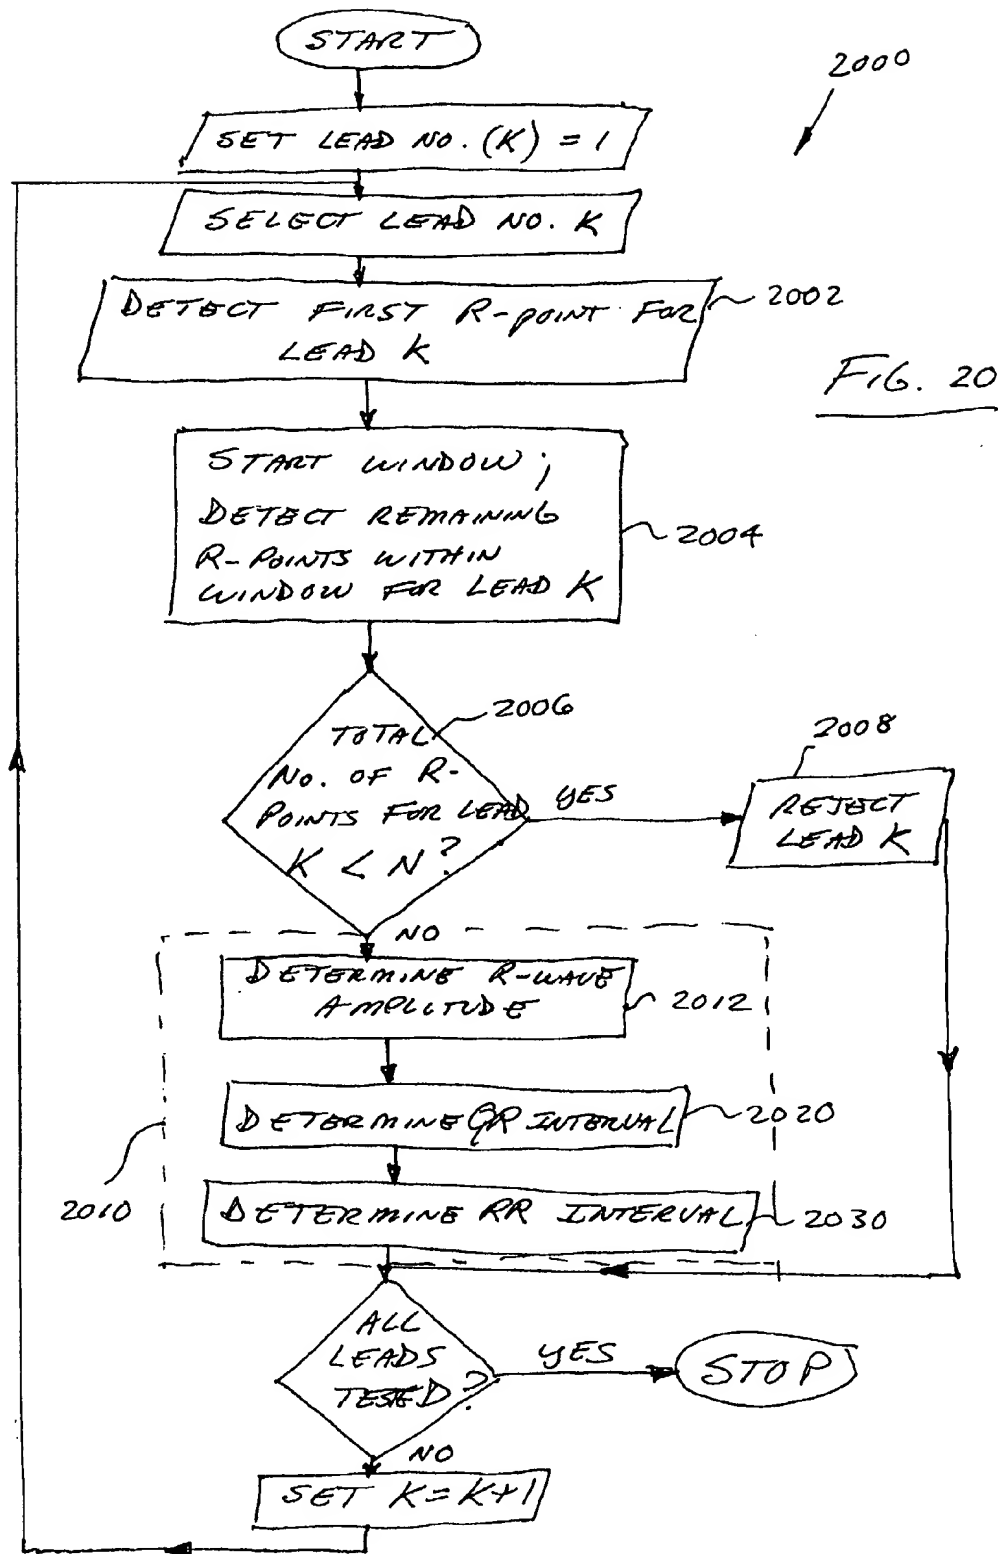 START
2000
SET LEAD NO. (K) = 1
SELECT LEAD NO. K
DETECT FIRST R-POINT FOR
LEAD K
2002
FIG. 20
START WINDOW;
DETECT REMAINING
R-POINTS WITHIN
WINDOW FOR LEAD K
2004
2006
TOTAL
NO. OF R-
POINTS FOR LEAD
K < N?
YES
2008
REJECT
LEAD K
NO
DETERMINE R-WAVE
AMPLITUDE
2012
DETERMINE QR INTERVAL
2020
2010
DETERMINE RR INTERVAL
2030
ALL
LEADS
TESTED?
YES
STOP
NO
SET K=K+1